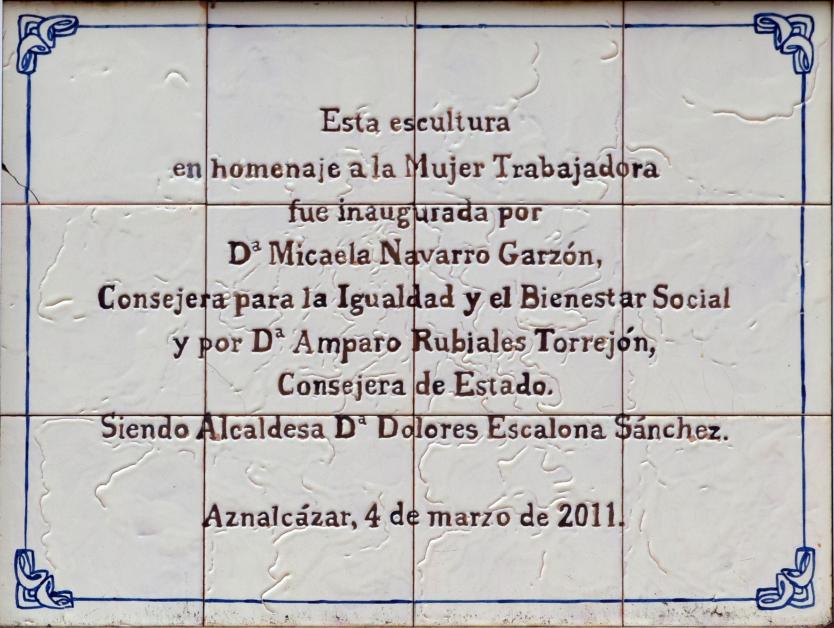 Esta escultura
en homenaje a la Mujer Trabajadora
fue inaugurada por
Dª Micaela Navarro Garzón,
Consejera para la Igualdad y el Bienestar Social
y por Dª Amparo Rubiales Torrejón,
Consejera de Estado.
Siendo Alcaldesa Dª Dolores Escalona Sánchez.
Aznalcázar, 4 de marzo de 2011.